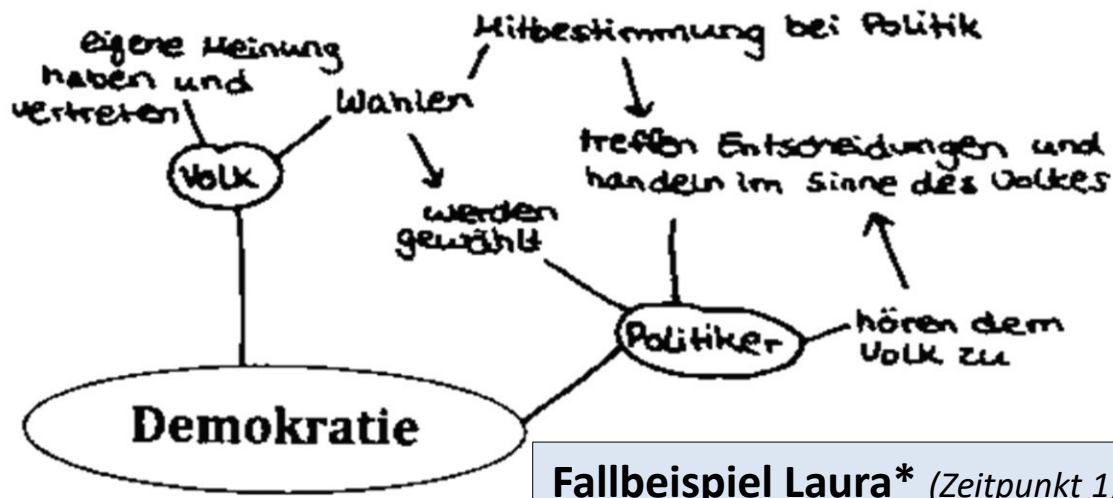 eigene Meinung
haben und
vertreten
Wahlen
Mitbestimmung bei Politik
Volk
treffen Entscheidungen und
handeln im Sinne des Volkes
werden
gewählt
Politiker
hören dem
Volk zu
Demokratie
Fallbeispiel Laura* (Zeitpunkt 1)